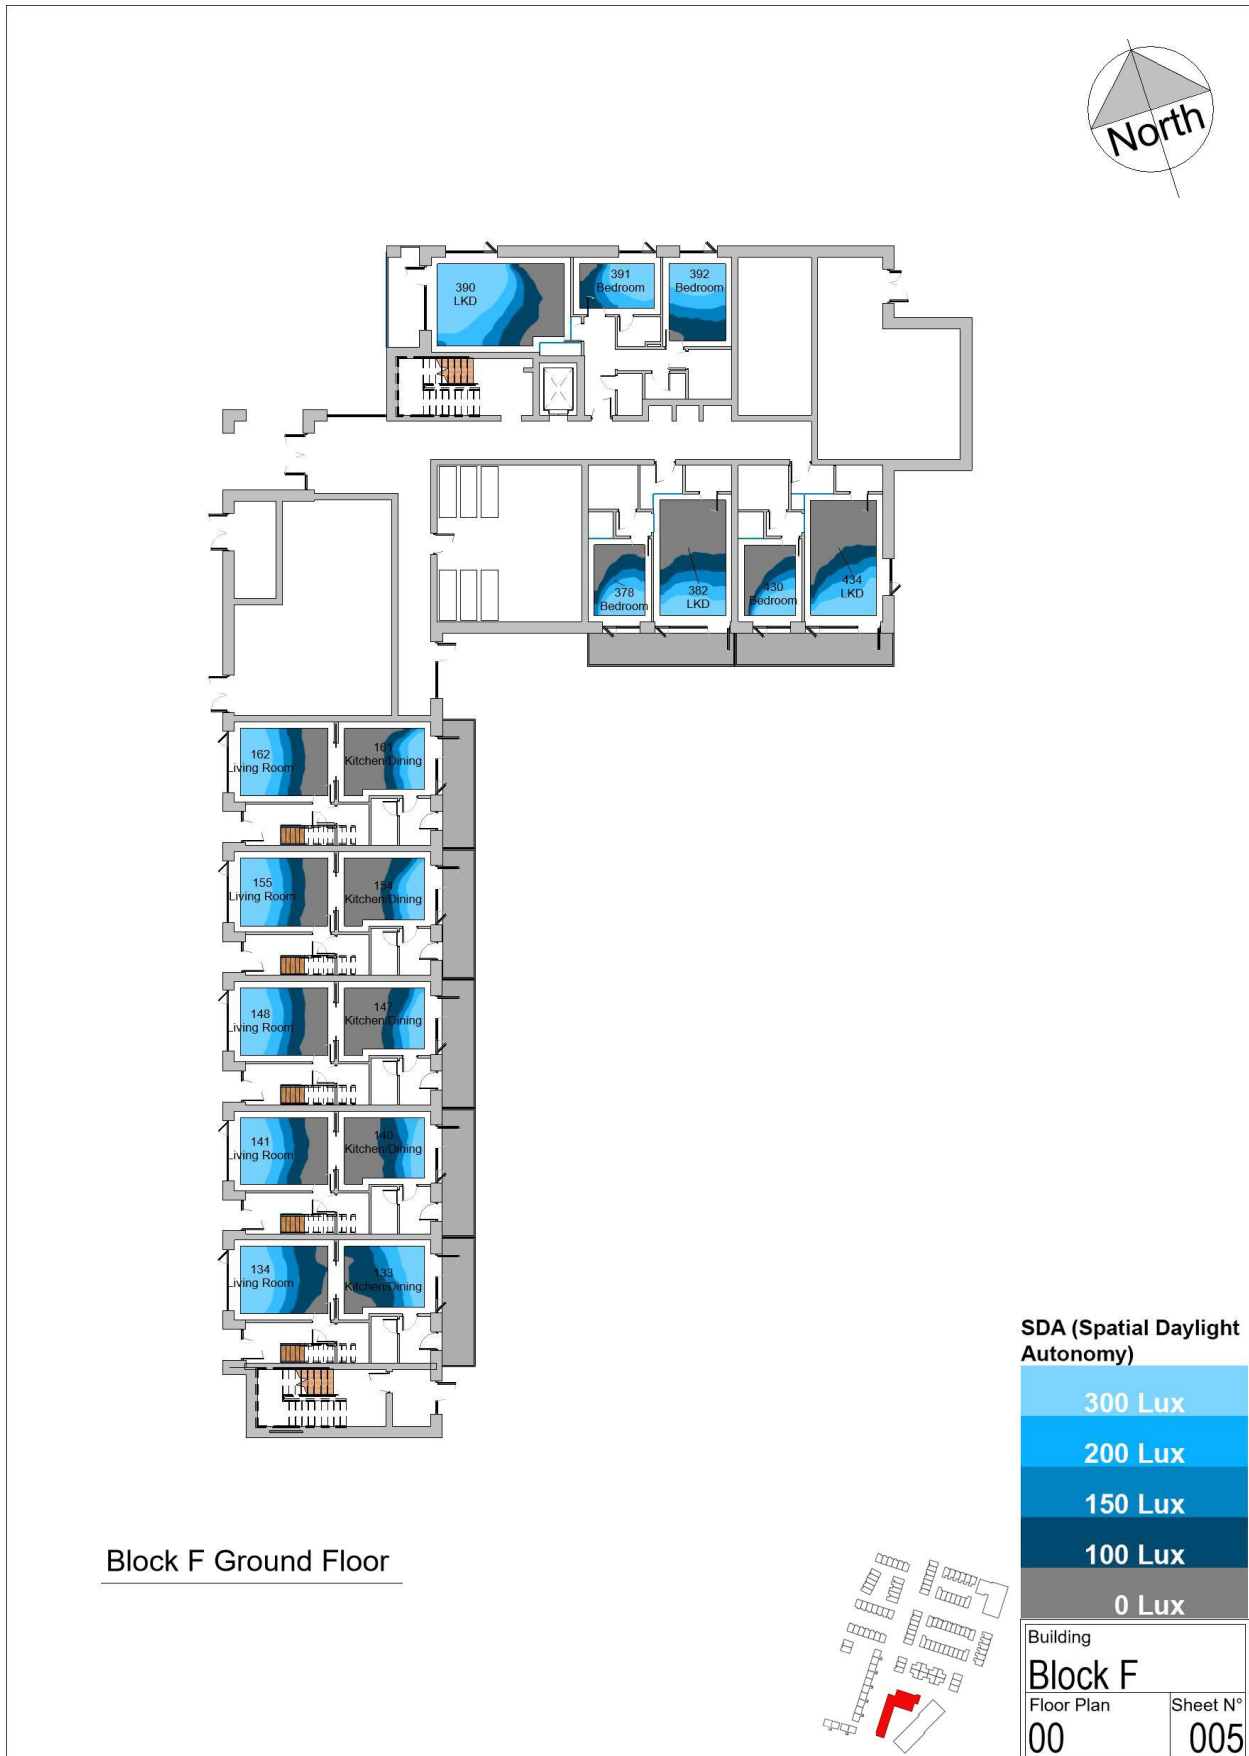 North
390
LKD
391
Bedroom
392
Bedroom
378
Bedroom
382
LKD
430
Bedroom
434
LKD
162
Living Room
161
Kitchen/Dining
155
Living Room
154
Kitchen/Dining
148
Living Room
147
Kitchen/Dining
141
Living Room
140
Kitchen/Dining
134
Living Room
133
Kitchen/Dining
SDA (Spatial Daylight
Autonomy)
300 Lux
200 Lux
150 Lux
100 Lux
0 Lux
Block F Ground Floor
Building
Block F
Floor Plan
00
Sheet N°
005